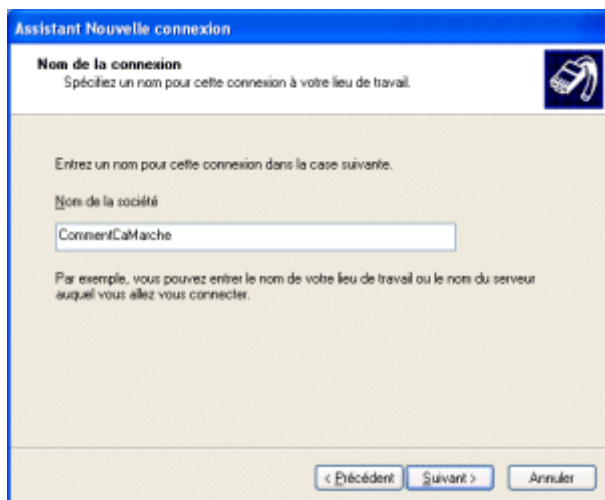 Assistant Nouvelle connexion
Nom de la connexion
Spécifiez un nom pour cette connexion à votre lieu de travail.
Entrez un nom pour cette connexion dans la case suivante.
Nom de la société
CommentCaMarche
Par exemple, vous pouvez entrer le nom de votre lieu de travail ou le nom du serveur
auquel vous allez vous connecter.
< Précédent Suivant > Annuler